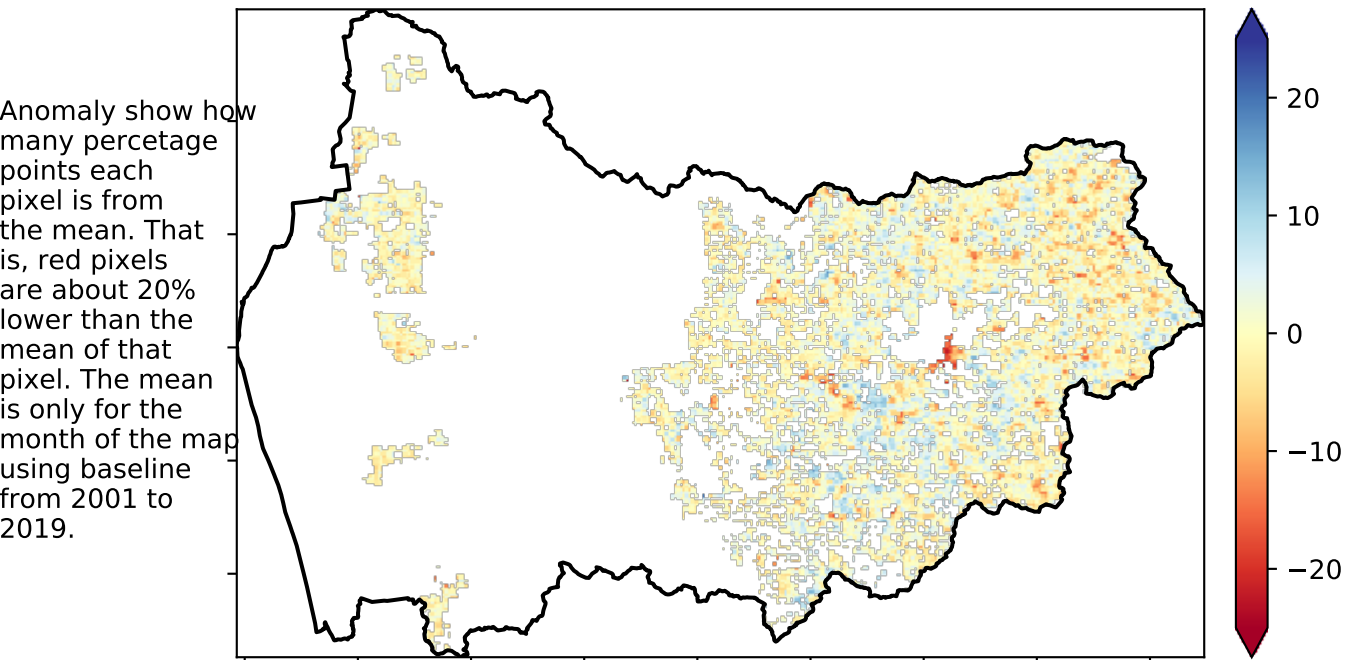 Anomaly show how
many percetage
points each
pixel is from
the mean. That
is, red pixels
are about 20%
lower than the
mean of that
pixel. The mean
is only for the
month of the map
using baseline
from 2001 to
2019.
20
10
0
−10
−20